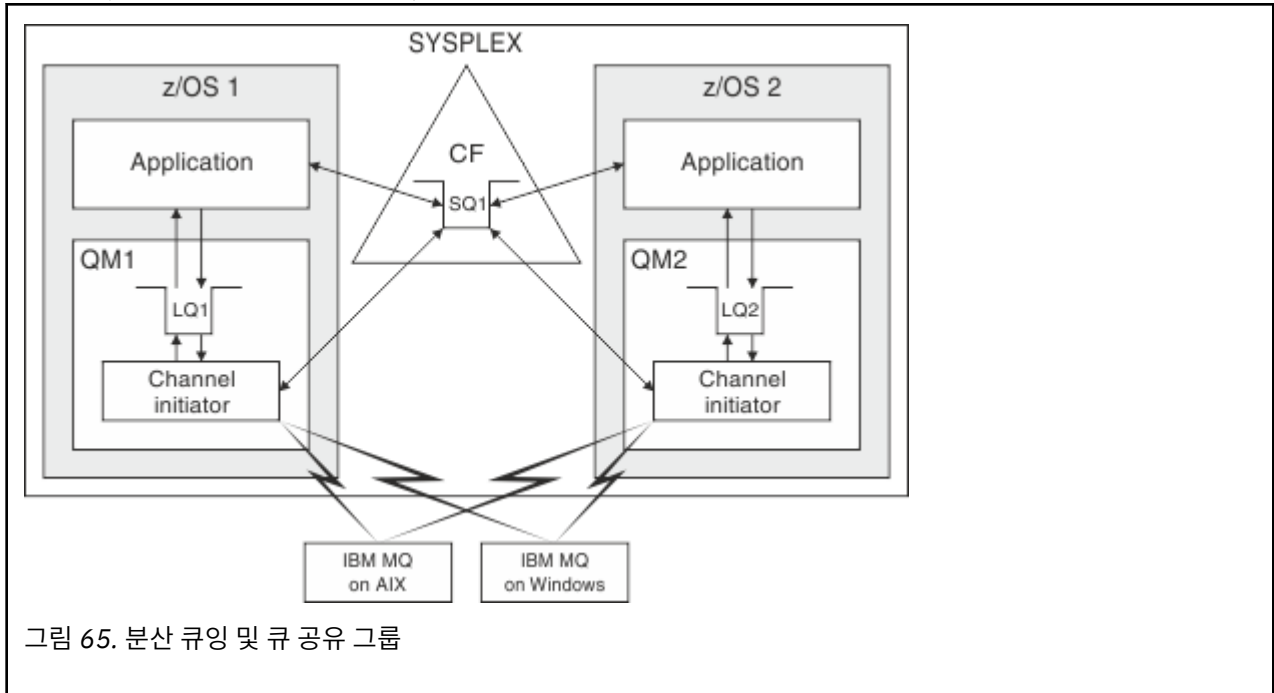 SYSPLEX
z/OS 1
z/OS 2
Application
CF
Application
SQ1
QM1
QM2
LQ1
LQ2
Channel
initiator
Channel
initiator
IBM MQ
on AIX
IBM MQ
on Windows
그림 65. 분산 큐잉 및 큐 공유 그룹